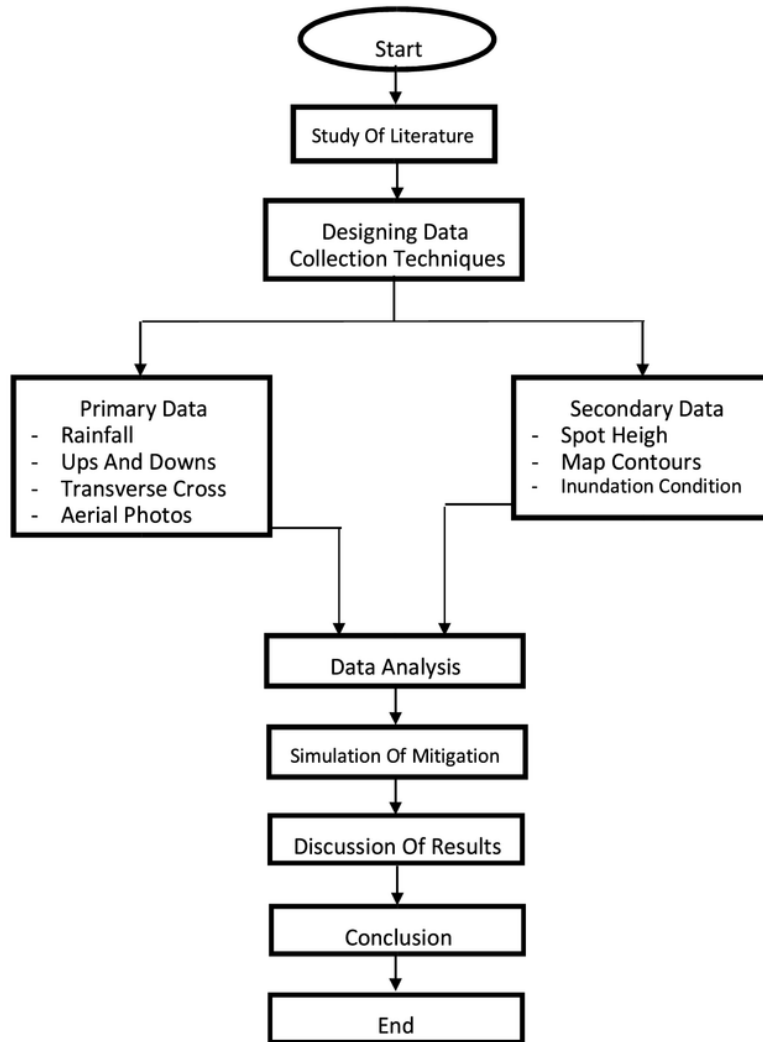 Start
Study Of Literature
Designing Data
Collection Techniques
Primary Data
- Rainfall
- Ups And Downs
- Transverse Cross
- Aerial Photos
Secondary Data
- Spot Heigh
- Map Contours
- Inundation Condition
Data Analysis
Simulation Of Mitigation
Discussion Of Results
Conclusion
End